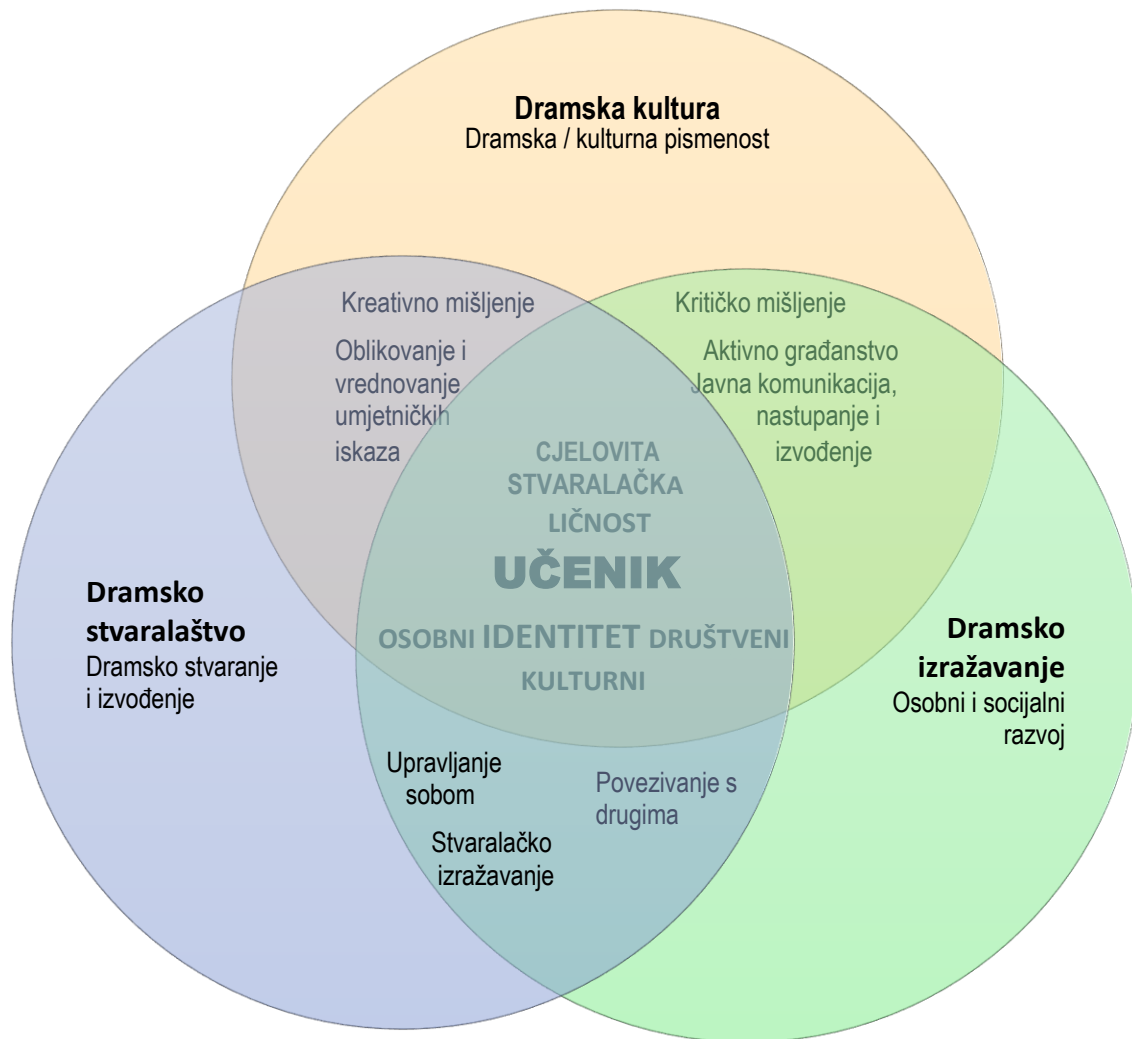 Dramska kultura
Dramska / kulturna pismenost
Kreativno mišljenje
Oblikovanje i
vrednovanje
umjetničkih
iskaza
Kritičko mišljenje
Aktivno građanstvo
Javna komunikacija,
nastupanje i
izvođenje
CJELOVITA
STVARALAČKA
LIČNOST
UČENIK
OSOBNI IDENTITET DRUŠTVENI
KULTURNI
Dramsko
stvaralaštvo
Dramsko stvaranje
i izvođenje
Dramsko
izražavanje
Osobni i socijalni
razvoj
Upravljanje
sobom
Stvaralačko
izražavanje
Povezivanje s
drugima